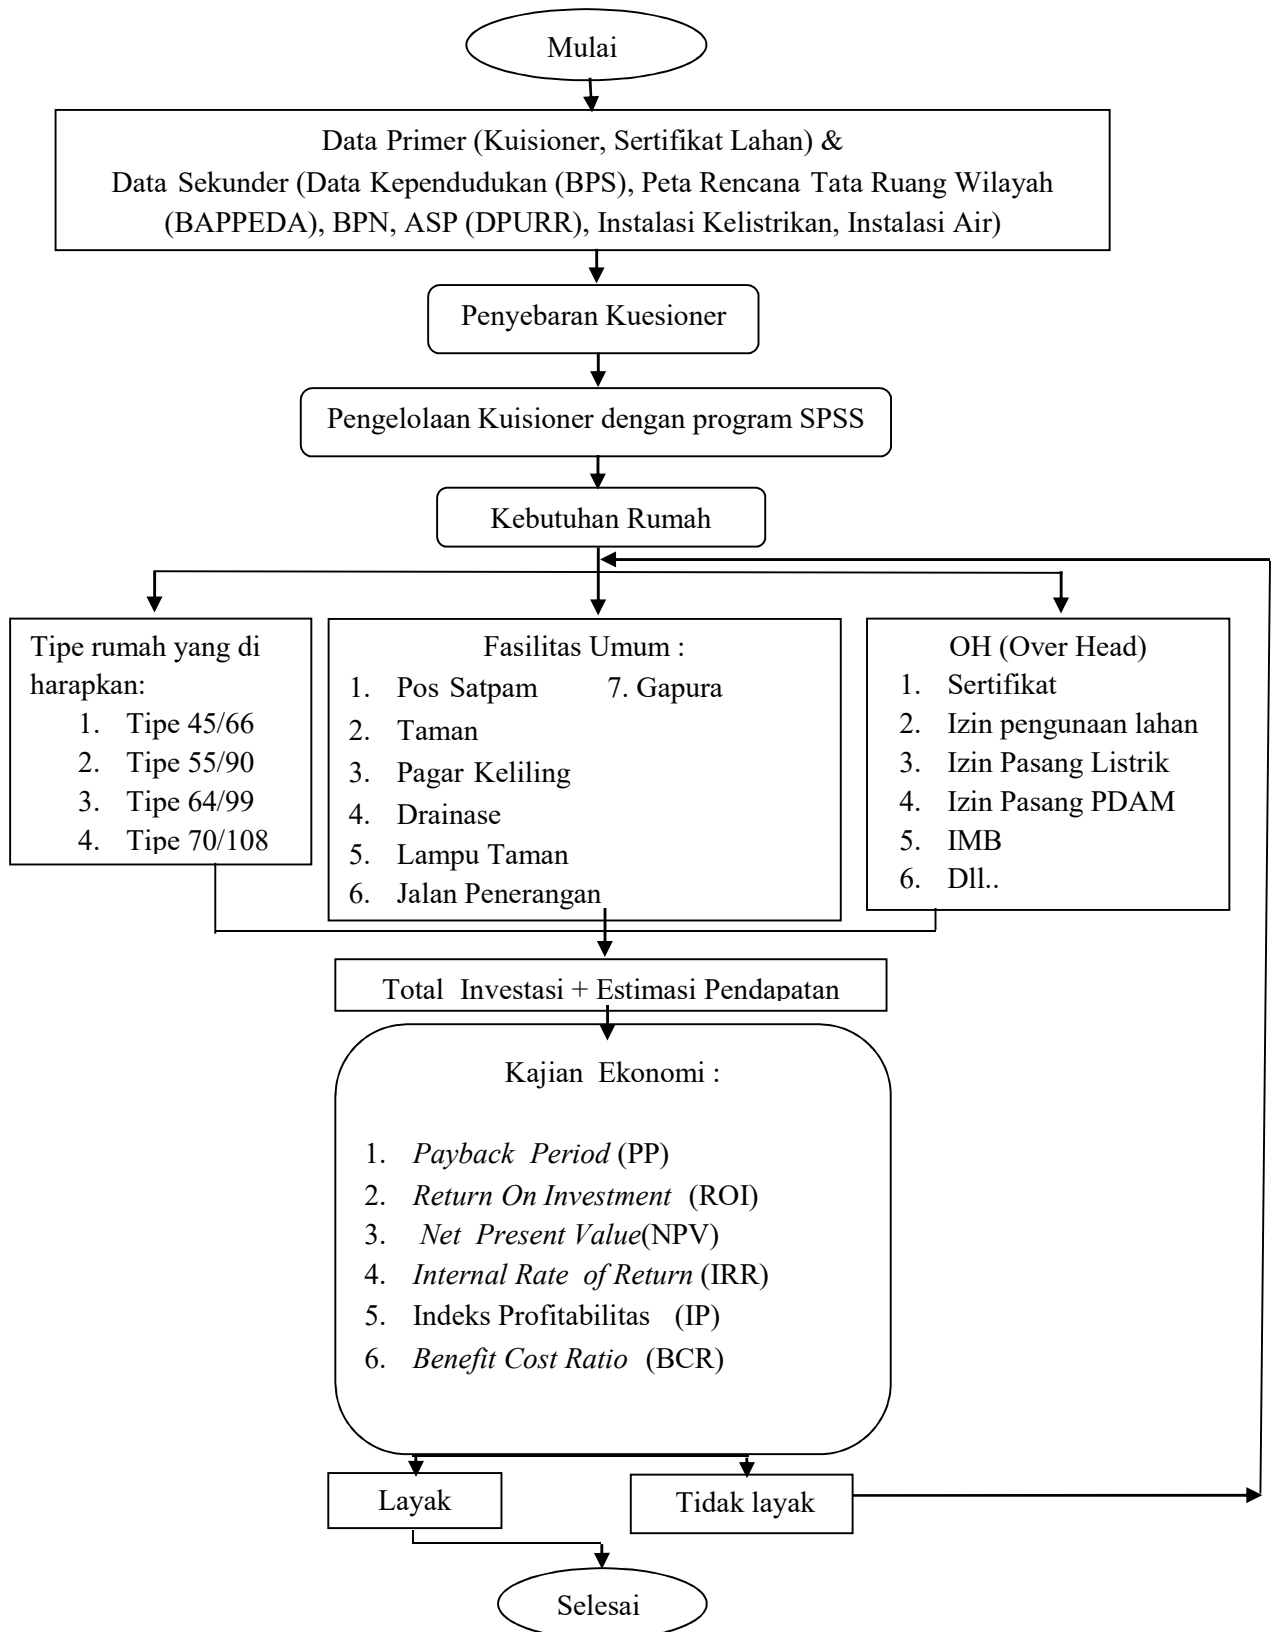 Mulai
Data Primer (Kuisioner, Sertifikat Lahan) &
Data Sekunder (Data Kependudukan (BPS), Peta Rencana Tata Ruang Wilayah
(BAPPEDA), BPN, ASP (DPURR), Instalasi Kelistrikan, Instalasi Air)
Penyebaran Kuesioner
Pengelolaan Kuisioner dengan program SPSS
Kebutuhan Rumah
Tipe rumah yang di
harapkan:
1. Tipe 45/66
2. Tipe 55/90
3. Tipe 64/99
4. Tipe 70/108
Fasilitas Umum :
1. Pos Satpam 7. Gapura
2. Taman
3. Pagar Keliling
4. Drainase
5. Lampu Taman
6. Jalan Penerangan
OH (Over Head)
1. Sertifikat
2. Izin pengunaan lahan
3. Izin Pasang Listrik
4. Izin Pasang PDAM
5. IMB
6. Dll..
Total Investasi + Estimasi Pendapatan
Kajian Ekonomi :
1. Payback Period (PP)
2. Return On Investment (ROI)
3. Net Present Value(NPV)
4. Internal Rate of Return (IRR)
5. Indeks Profitabilitas (IP)
6. Benefit Cost Ratio (BCR)
Layak
Tidak layak
Selesai